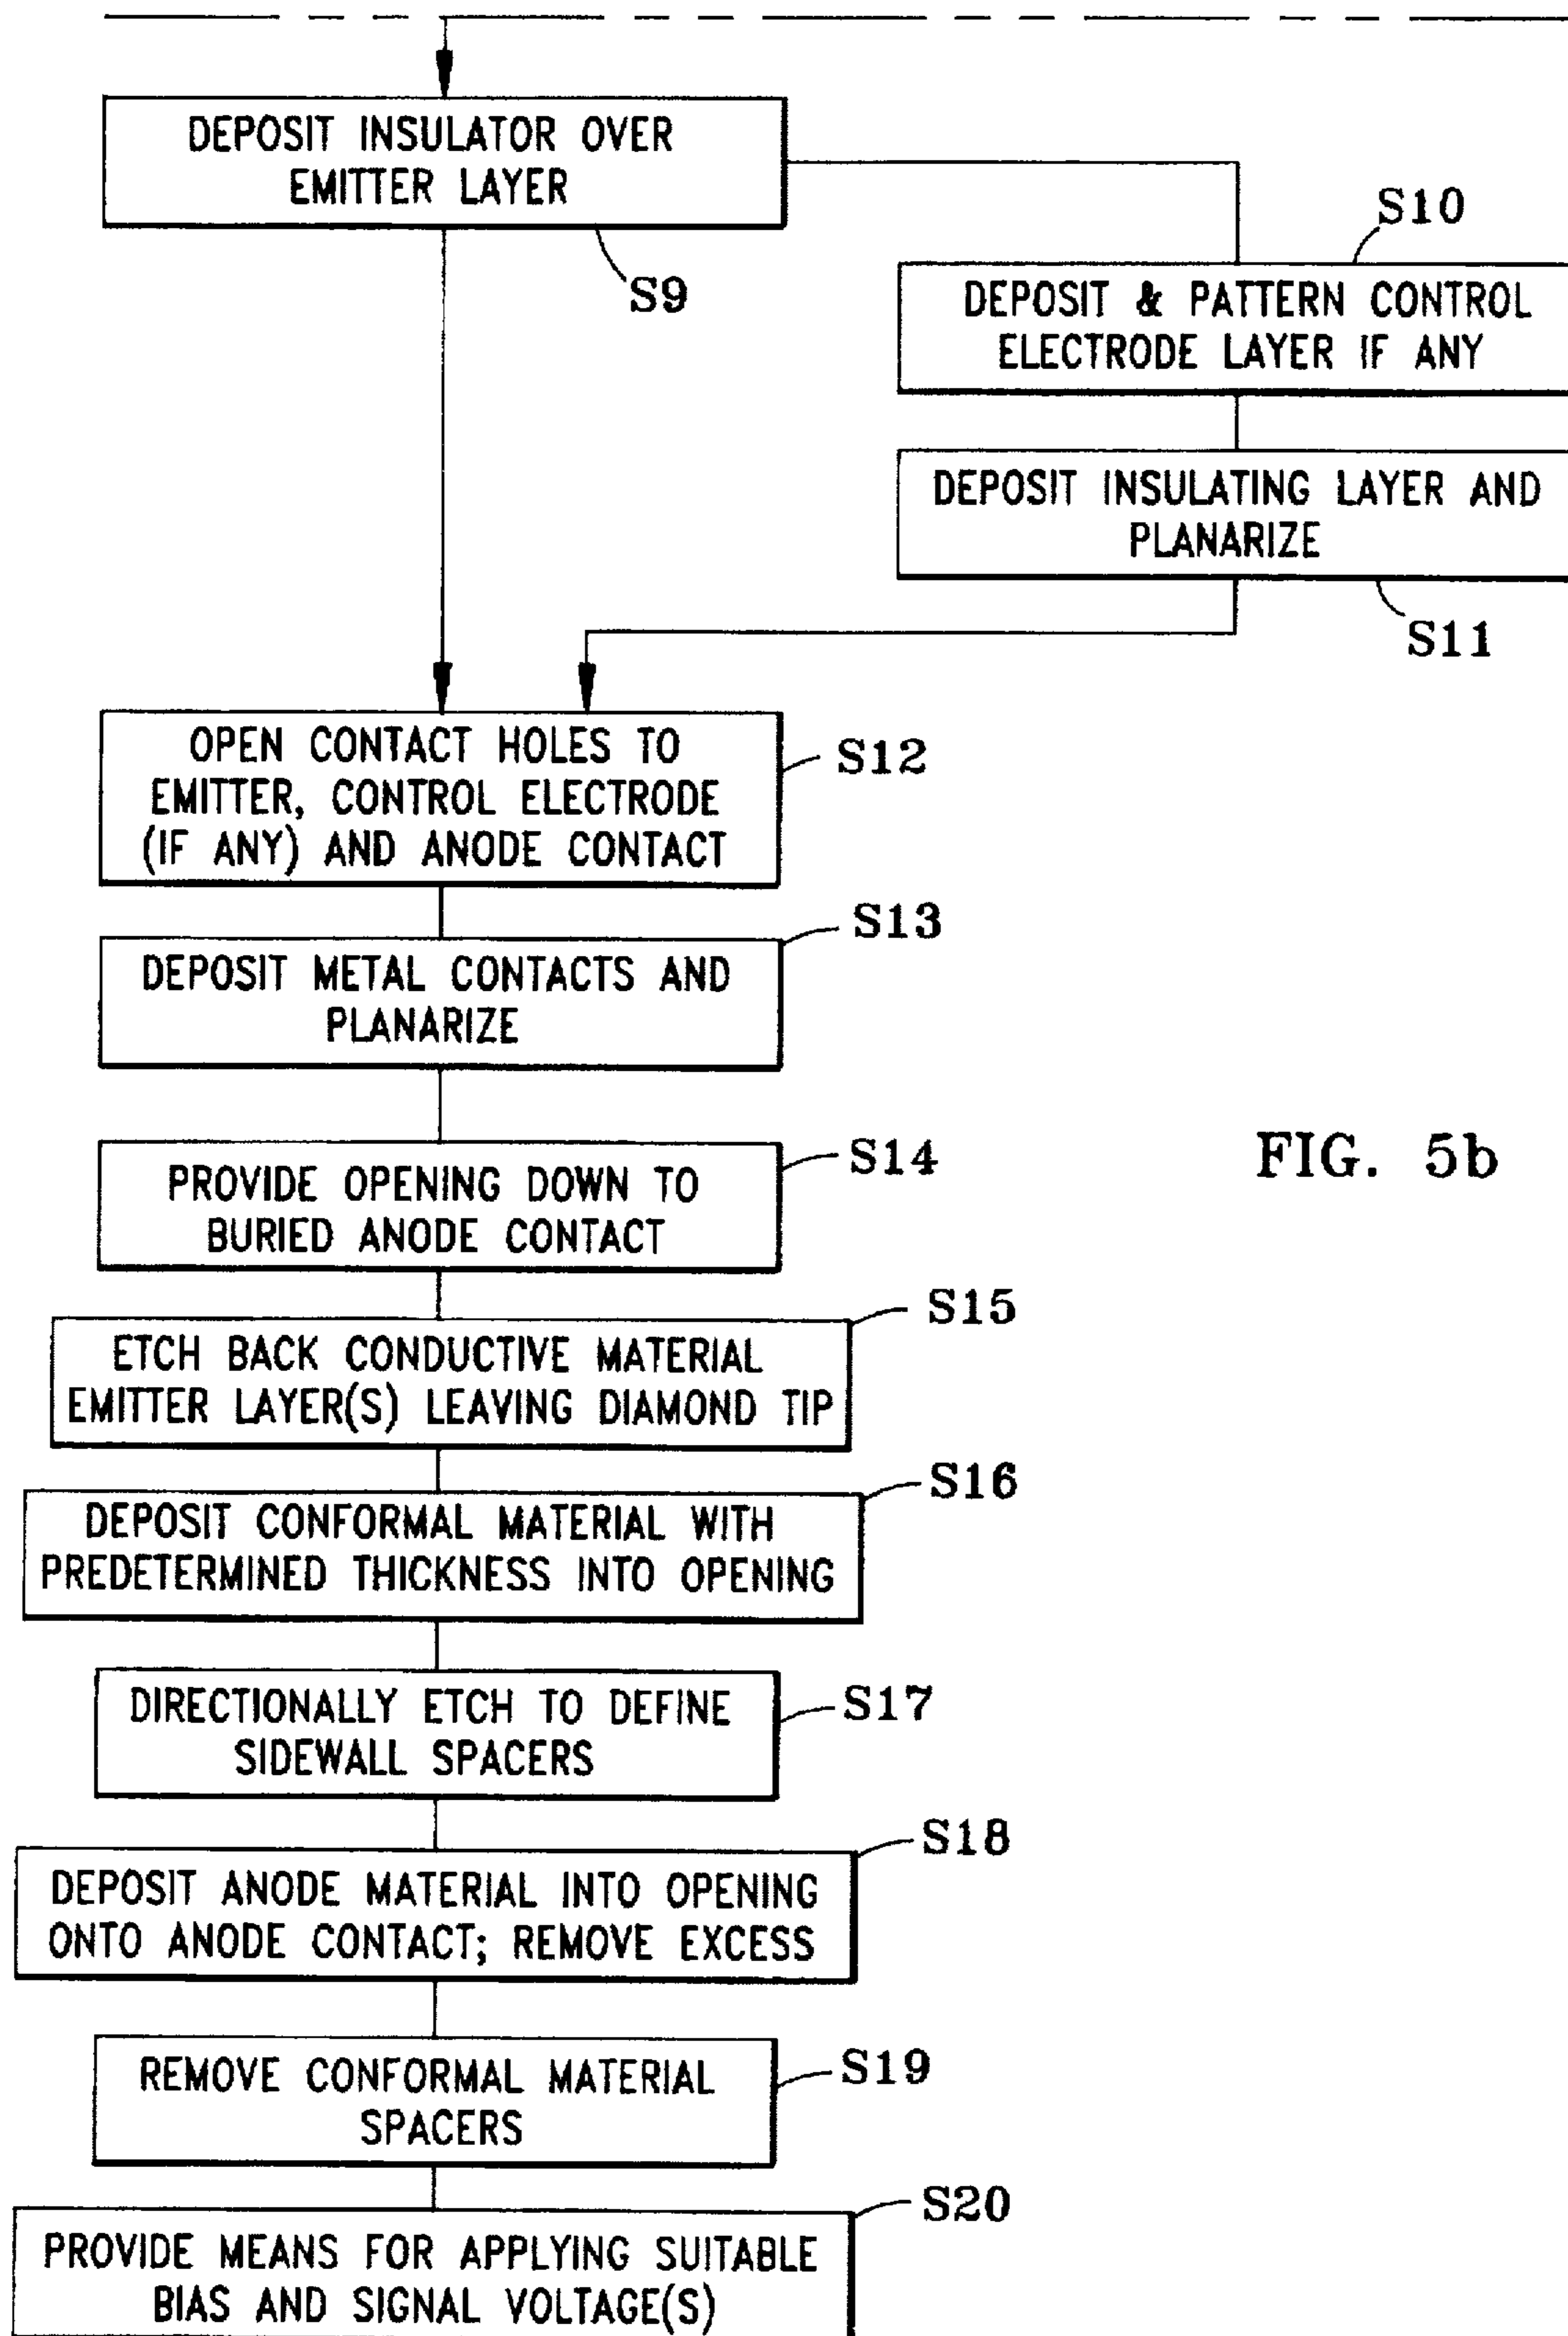 DEPOSIT INSULATOR OVER
EMITTER LAYER
S9
S10
DEPOSIT & PATTERN CONTROL
ELECTRODE LAYER IF ANY
DEPOSIT INSULATING LAYER AND
PLANARIZE
S11
OPEN CONTACT HOLES TO
EMITTER, CONTROL ELECTRODE
(IF ANY) AND ANODE CONTACT
S12
S13
DEPOSIT METAL CONTACTS AND
PLANARIZE
S14
PROVIDE OPENING DOWN TO
BURIED ANODE CONTACT
FIG. 5b
S15
ETCH BACK CONDUCTIVE MATERIAL
EMITTER LAYER(S) LEAVING DIAMOND TIP
S16
DEPOSIT CONFORMAL MATERIAL WITH
PREDETERMINED THICKNESS INTO OPENING
S17
DIRECTIONALLY ETCH TO DEFINE
SIDEWALL SPACERS
S18
DEPOSIT ANODE MATERIAL INTO OPENING
ONTO ANODE CONTACT; REMOVE EXCESS
S19
REMOVE CONFORMAL MATERIAL
SPACERS
S20
PROVIDE MEANS FOR APPLYING SUITABLE
BIAS AND SIGNAL VOLTAGE(S)